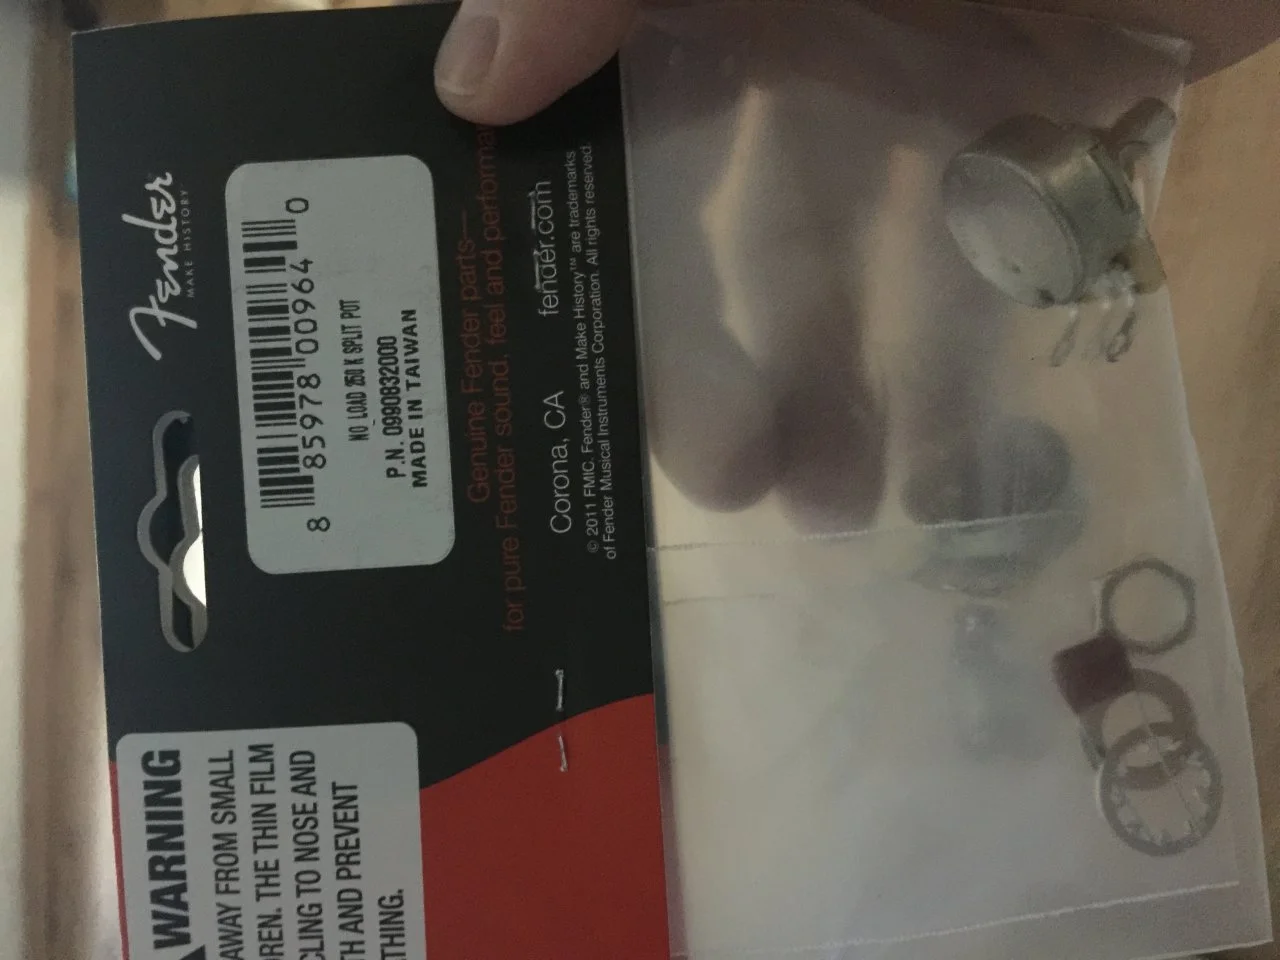 Fender
MAKE HISTORY
8 85978 00964 0
NO LOAD 250 K SPLIT POT
P.N. 0990832000
MADE IN TAIWAN
Genuine Fender parts—
for pure Fender sound, feel and performa
Corona, CA fender.com
© 2011 FMIC. Fender® and Make History™ are trademarks
of Fender Musical Instruments Corporation. All rights reserved.
WARNING
AWAY FROM SMALL
DREN. THE THIN FILM
CLING TO NOSE AND
TH AND PREVENT
THING.